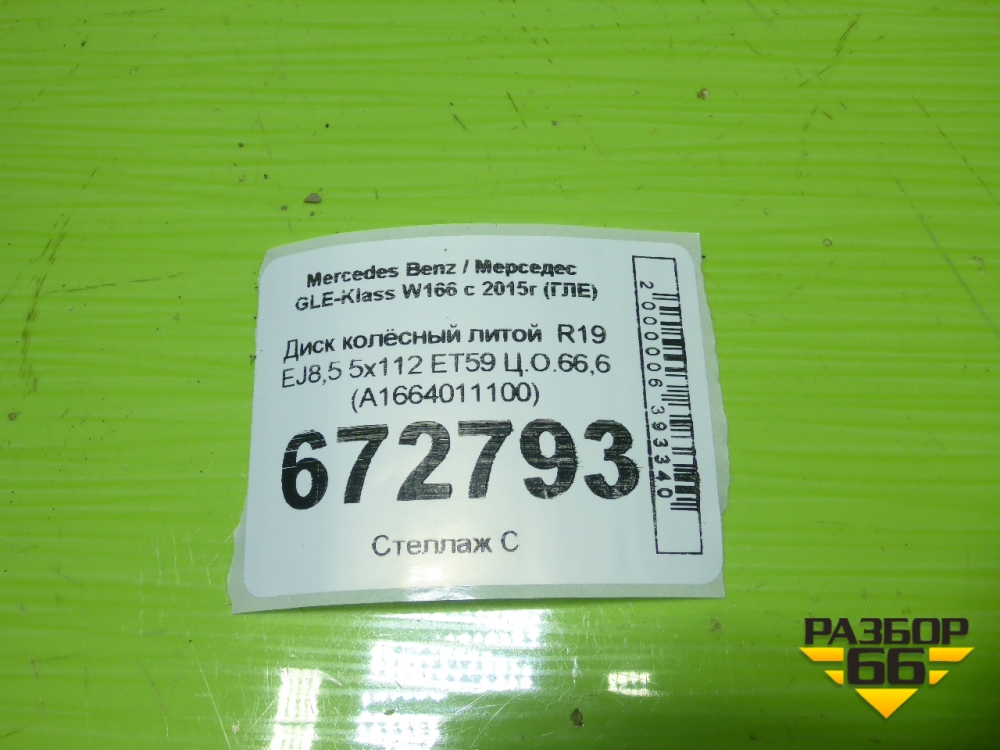 Mercedes Benz / Мерседес
GLE-Klass W166 с 2015г (ГЛЕ)
Диск колёсный литой R19
EJ8,5 5x112 ET59 Ц.О.66,6
(A1664011100)
672793
Стеллаж С
2000006393340
РАЗБОР
66